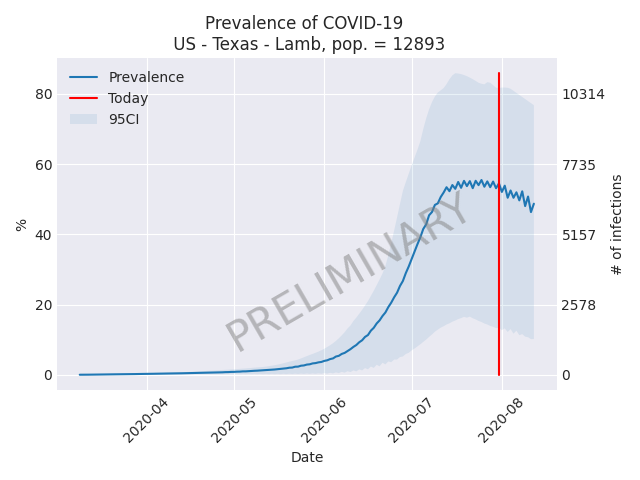 Prevalence of COVID-19
US - Texas - Lamb, pop. = 12893
Prevalence
Today
95CI
PRELIMINARY
80
60
40
20
0
%
10314
7735
5157
2578
0
# of infections
2020-04
2020-05
2020-06
2020-07
2020-08
Date